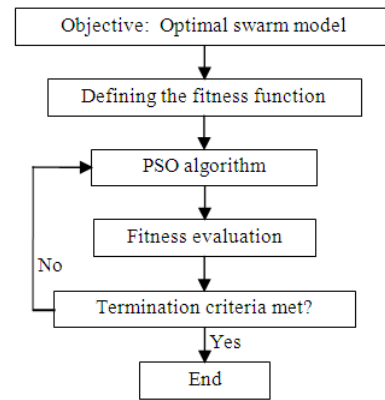 Objective: Optimal swarm model
Defining the fitness function
PSO algorithm
Fitness evaluation
No
Termination criteria met?
Yes
End